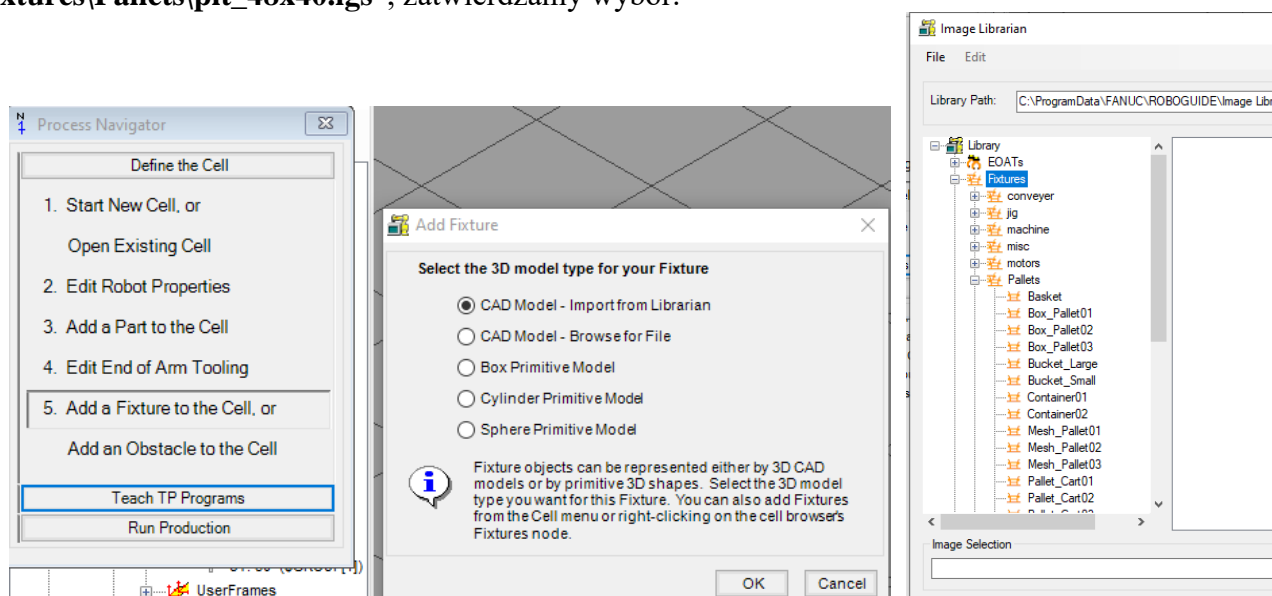 xtures\Pallets\plt_48x40.igs", zatwierdzamy wybór.
Process Navigator
Define the Cell
1. Start New Cell, or
Open Existing Cell
2. Edit Robot Properties
3. Add a Part to the Cell
4. Edit End of Arm Tooling
5. Add a Fixture to the Cell, or
Add an Obstacle to the Cell
Teach TP Programs
Run Production
UserFrames
Add Fixture
Select the 3D model type for your Fixture
CAD Model - Import from Librarian
CAD Model - Browse for File
Box Primitive Model
Cylinder Primitive Model
Sphere Primitive Model
Fixture objects can be represented either by 3D CAD
models or by primitive 3D shapes. Select the 3D model
type you want for this Fixture. You can also add Fixtures
from the Cell menu or right-clicking on the cell browser's
Fixtures node.
OK Cancel
Image Librarian
File Edit
Library Path: C:\ProgramData\FANUC\ROBOGUIDE\Image Libr
Library
EOATs
Fixtures
conveyer
jig
machine
misc
motors
Pallets
Basket
Box_Pallet01
Box_Pallet02
Box_Pallet03
Bucket_Large
Bucket_Small
Container01
Container02
Mesh_Pallet01
Mesh_Pallet02
Mesh_Pallet03
Pallet_Cart01
Pallet_Cart02
Image Selection